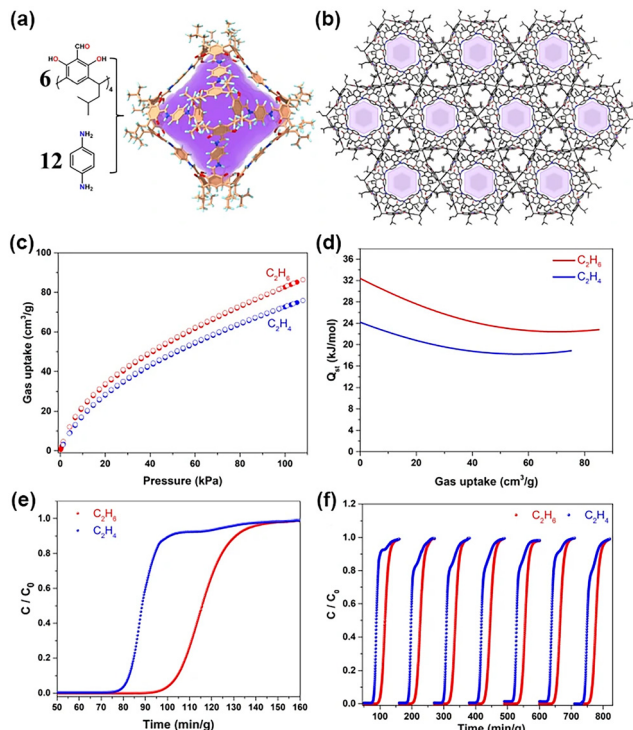 (a)
CHO
HO
OH
6
4
12
NH₂
NH₂
(b)
(c)
Gas uptake (cm³/g)
100
80
60
40
20
0
C₂H₆
C₂H₄
0 20 40 60 80 100
Pressure (kPa)
(d)
Qst (kJ/mol)
36
32
28
24
20
16
12
8
4
0
C₂H₆
C₂H₄
0 20 40 60 80
Gas uptake (cm³/g)
(e)
C₂H₆
C₂H₄
C / C₀
1.0
0.8
0.6
0.4
0.2
0.0
50 60 70 80 90 100 110 120 130 140 150 160
Time (min/g)
(f)
C₂H₆ C₂H₄
C / C₀
1.2
1.0
0.8
0.6
0.4
0.2
0.0
100 200 300 400 500 600 700 800
Time (min/g)